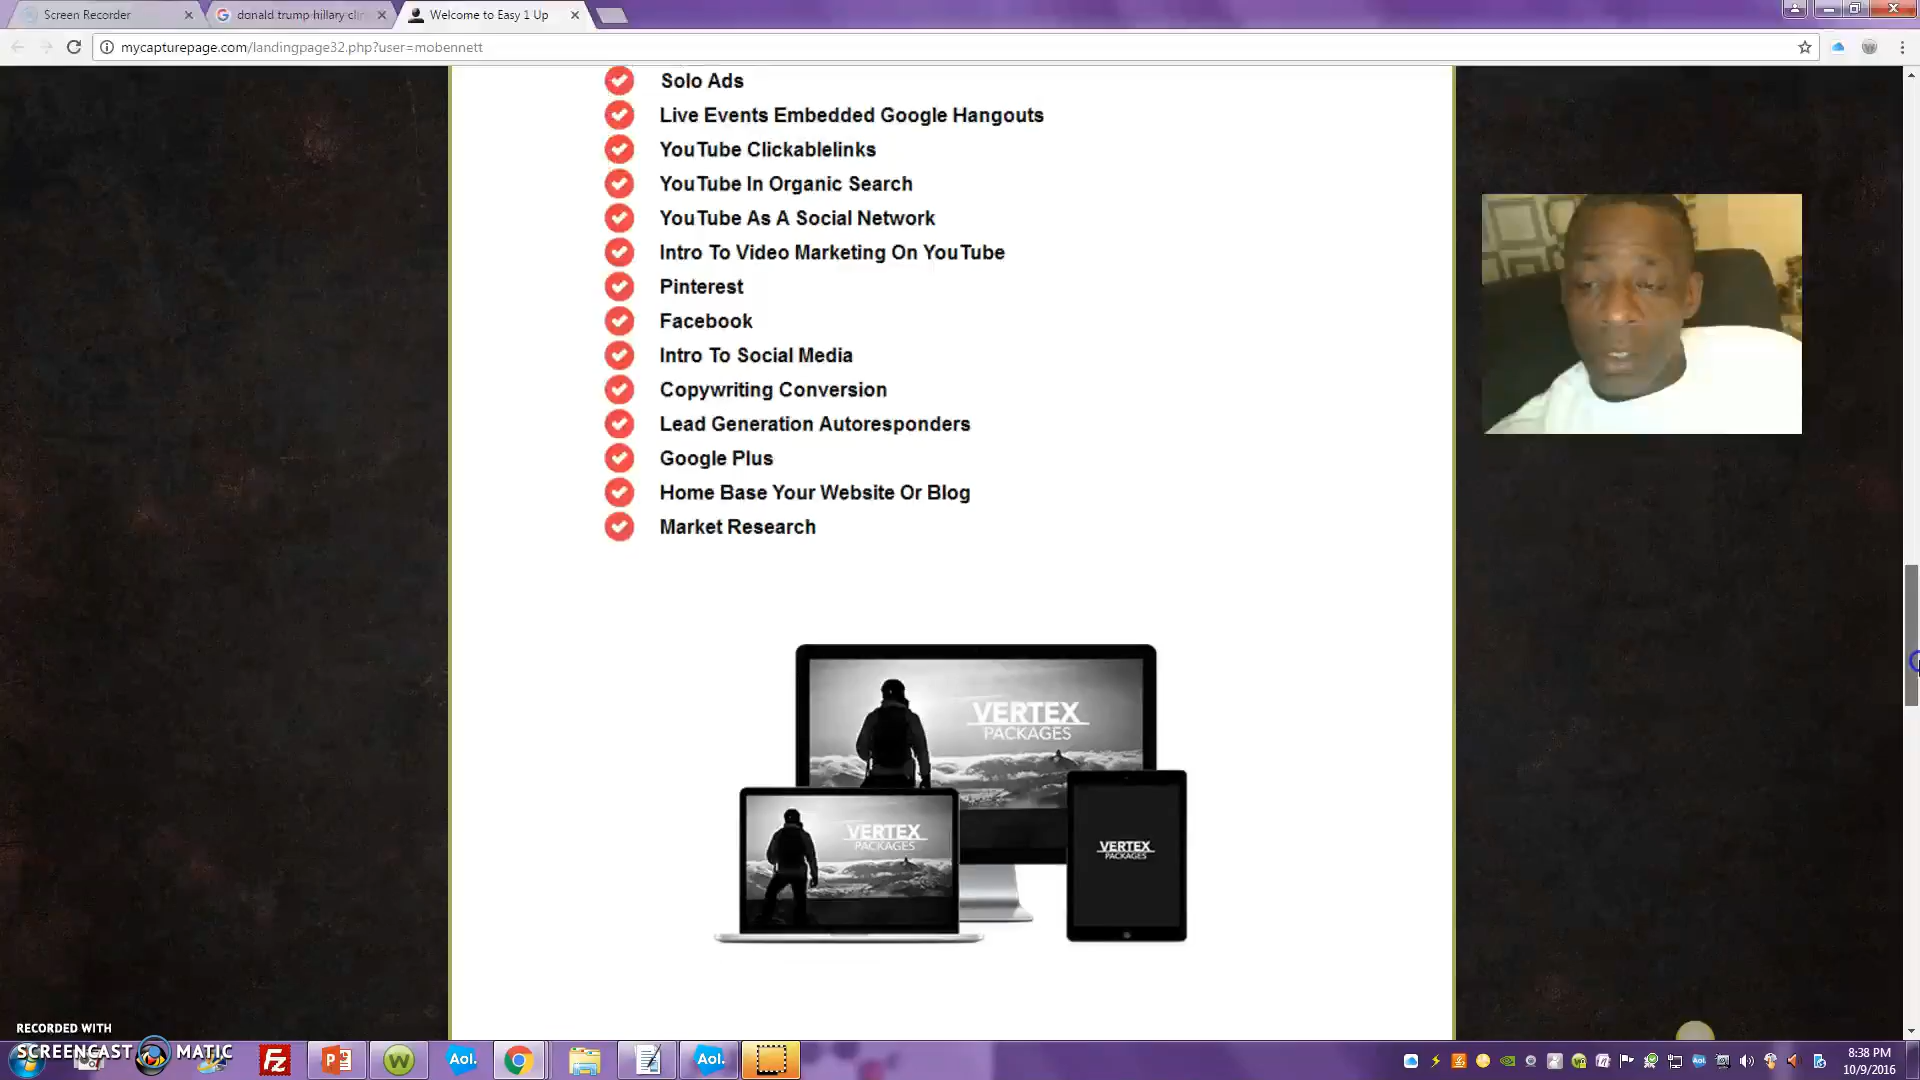 Screen Recorder
donald trump hillary clin
Welcome to Easy 1 Up
mycapturepage.com/landingpage32.php?user=mobennett
Solo Ads
Live Events Embedded Google Hangouts
YouTube Clickablelinks
YouTube In Organic Search
YouTube As A Social Network
Intro To Video Marketing On YouTube
Pinterest
Facebook
Intro To Social Media
Copywriting Conversion
Lead Generation Autoresponders
Google Plus
Home Base Your Website Or Blog
Market Research
VERTEX
PACKAGES
VERTEX
PACKAGES
VERTEX
PACKAGES
RECORDED WITH
SCREENCAST MATIC
Aol.
Aol.
8:38 PM
10/9/2016